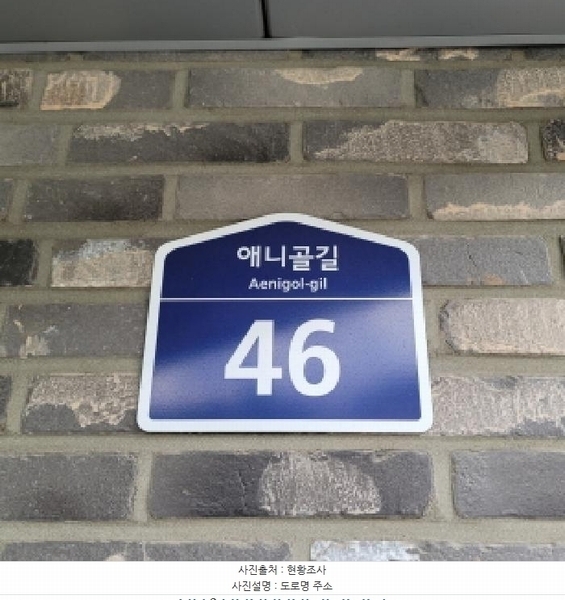 애니골길
Aenigol-gil
46
사진출처 : 현황조사
사진설명 : 도로명 주소